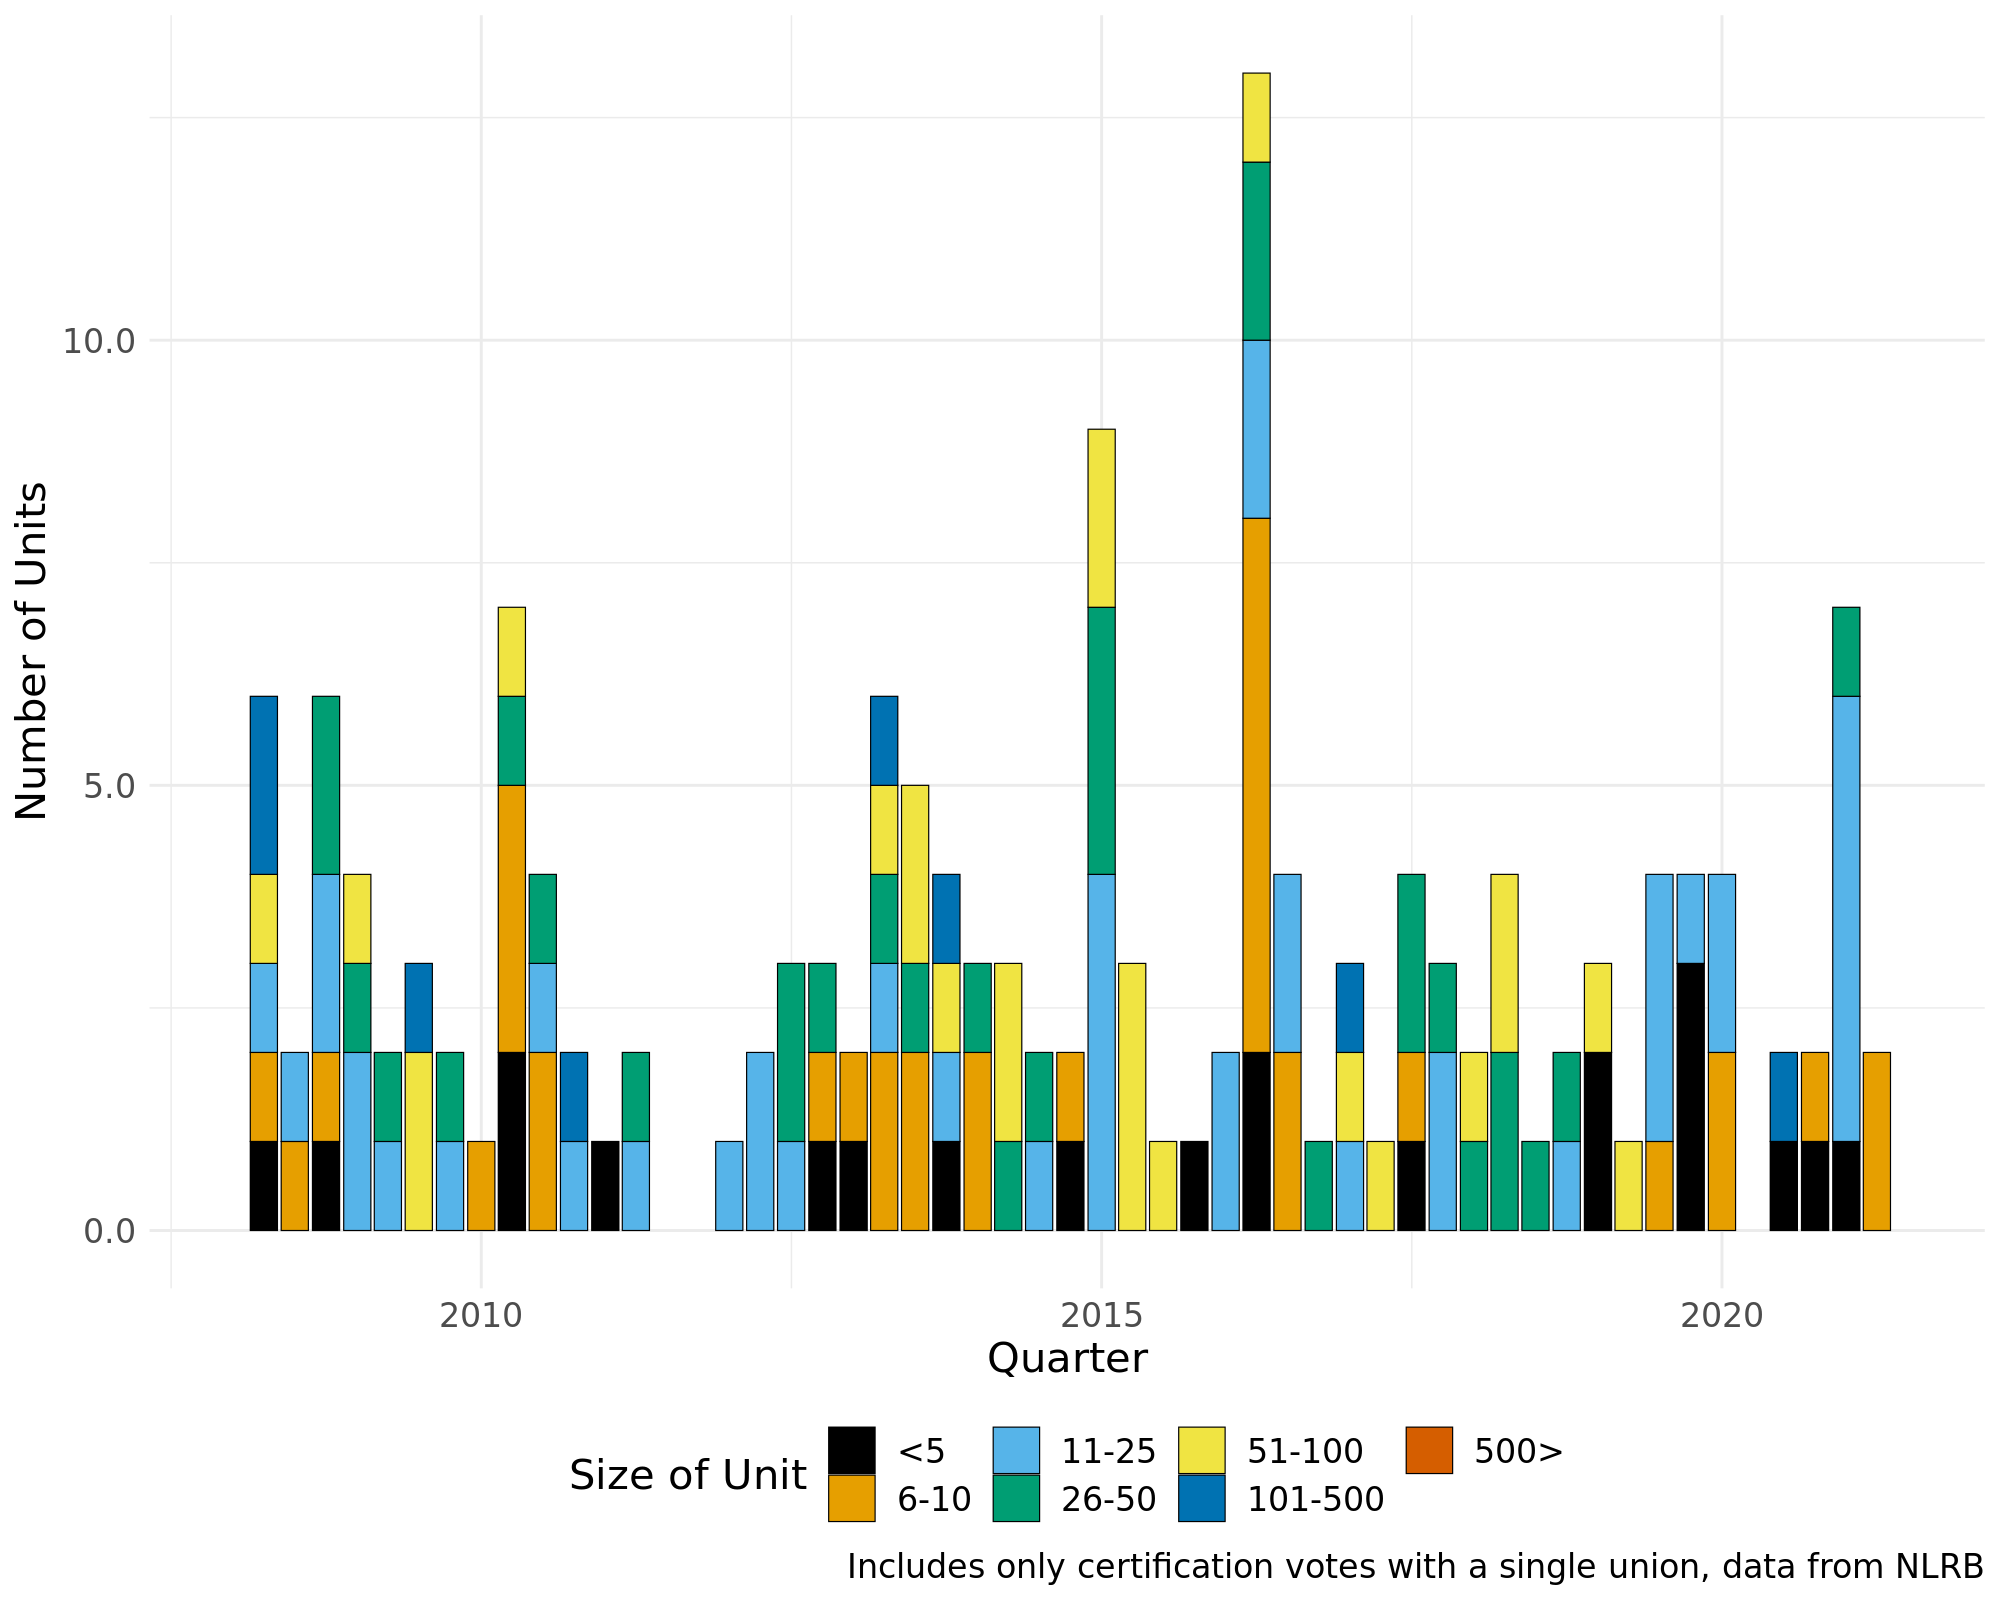 10.0
5.0
0.0
Number of Units
2010 2015 2020
Quarter
Size of Unit
<5 11-25 51-100 500>
6-10 26-50 101-500
Includes only certification votes with a single union, data from NLRB